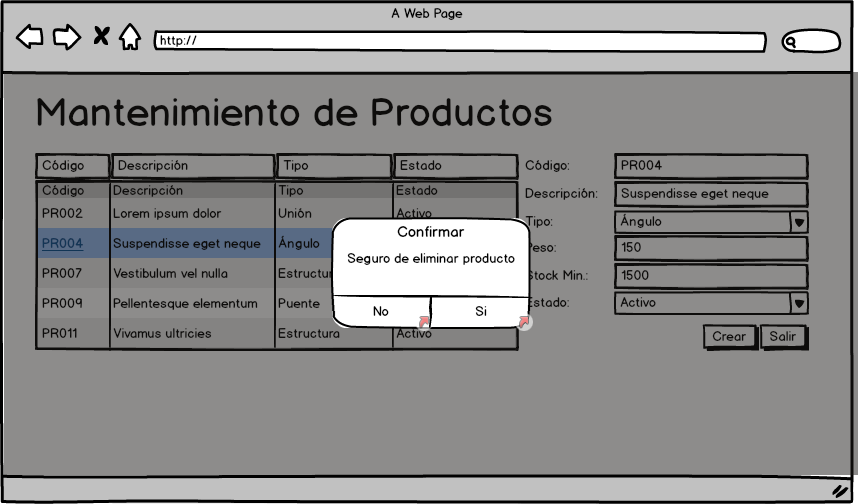 A Web Page
http://
Mantenimiento de Productos
Código Descripción Tipo Estado
Código Descripción Tipo Estado
PR002 Lorem ipsum dolor Unión Activo
PR004 Suspendisse eget neque Ángulo
PR007 Vestibulum vel nulla Estructur
PR009 Pellentesque elementum Puente
PR011 Vivamus ultricies Estructura Activo
Código: PR004
Descripción: Suspendisse eget neque
Tipo: Ángulo
Peso: 150
Stock Min.: 1500
Estado: Activo
Crear Salir
Confirmar
Seguro de eliminar producto
No Si